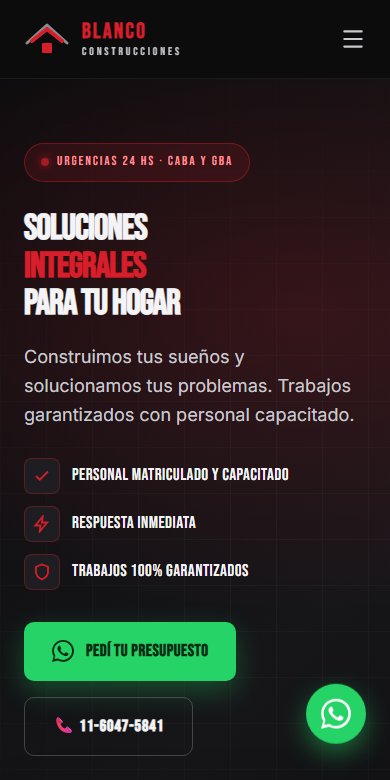 BLANCO
CONSTRUCCIONES
URGENCIAS 24 HS · CABA Y GBA
SOLUCIONES
INTEGRALES
PARA TU HOGAR
Construimos tus sueños y
solucionamos tus problemas. Trabajos
garantizados con personal capacitado.
PERSONAL MATRICULADO Y CAPACITADO
RESPUESTA INMEDIATA
TRABAJOS 100% GARANTIZADOS
PEDÍ TU PRESUPUESTO
11-6047-5841